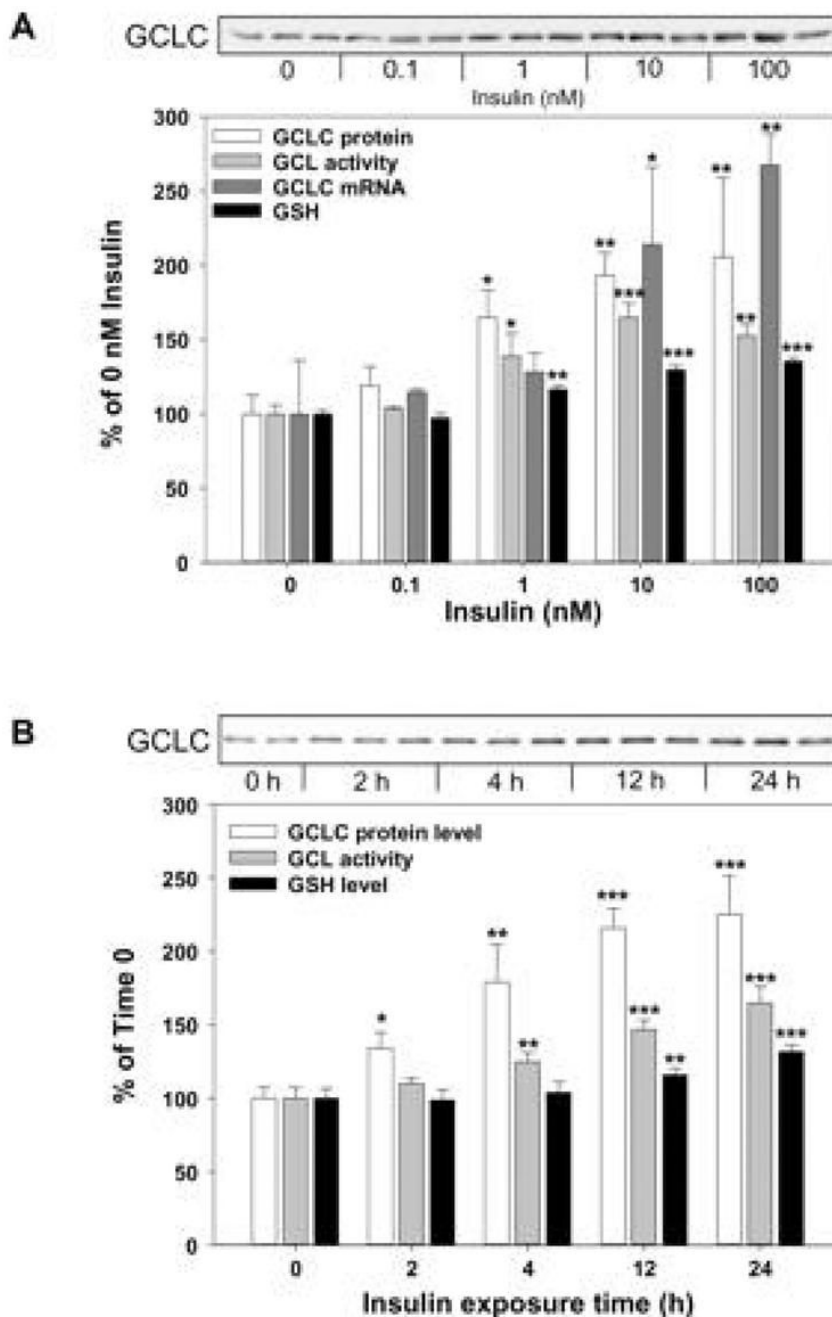 A
GCLC
0 0.1 1 10 100
Insulin (nM)
300
250
200
150
100
50
0
% of 0 nM Insulin
GCLC protein
GCL activity
GCLC mRNA
GSH
* * **
** *** * ***
** ** ** ***
0 0.1 1 10 100
Insulin (nM)
B
GCLC
0 h 2 h 4 h 12 h 24 h
300
250
200
150
100
50
0
% of Time 0
GCLC protein level
GCL activity
GSH level
*
** **
*** *** **
*** *** ***
0 2 4 12 24
Insulin exposure time (h)